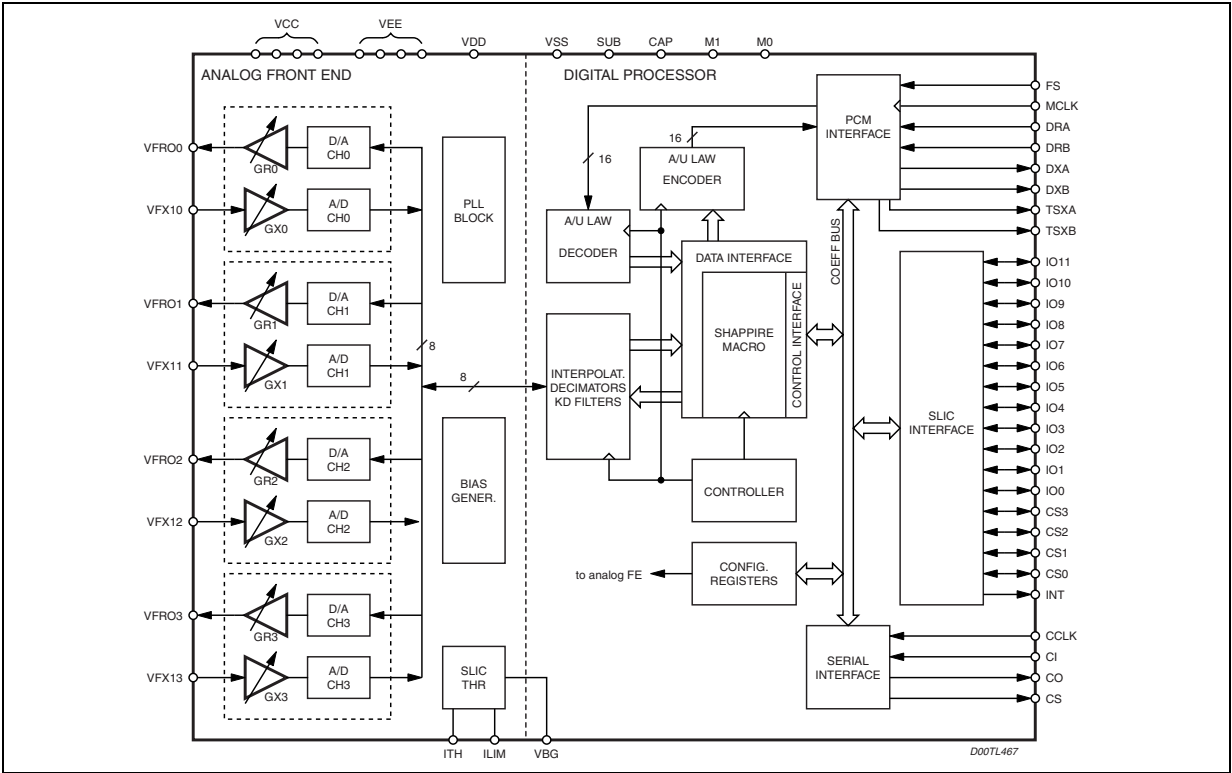 VCC
VEE
VDD
VSS
SUB
CAP
M1
M0
ANALOG FRONT END
DIGITAL PROCESSOR
VFRO0
GR0
D/A
CH0
VFX10
GX0
A/D
CH0
VFRO1
GR1
D/A
CH1
VFX11
GX1
A/D
CH1
VFRO2
GR2
D/A
CH2
VFX12
GX2
A/D
CH2
VFRO3
GR3
D/A
CH3
VFX13
GX3
A/D
CH3
8
8
PLL
BLOCK
BIAS
GENER.
SLIC
THR
ITH
ILIM
VBG
16
16
A/U LAW
ENCODER
A/U LAW
DECODER
INTERPOLAT.
DECIMATORS
KD FILTERS
DATA INTERFACE
SHAPPIRE
MACRO
CONTROL INTERFACE
CONTROLLER
to analog FE
CONFIG.
REGISTERS
COEFF BUS
PCM
INTERFACE
SLIC
INTERFACE
SERIAL
INTERFACE
FS
MCLK
DRA
DRB
DXA
DXB
TSXA
TSXB
IO11
IO10
IO9
IO8
IO7
IO6
IO5
IO4
IO3
IO2
IO1
IO0
CS3
CS2
CS1
CS0
INT
CCLK
CI
CO
CS
D00TL467